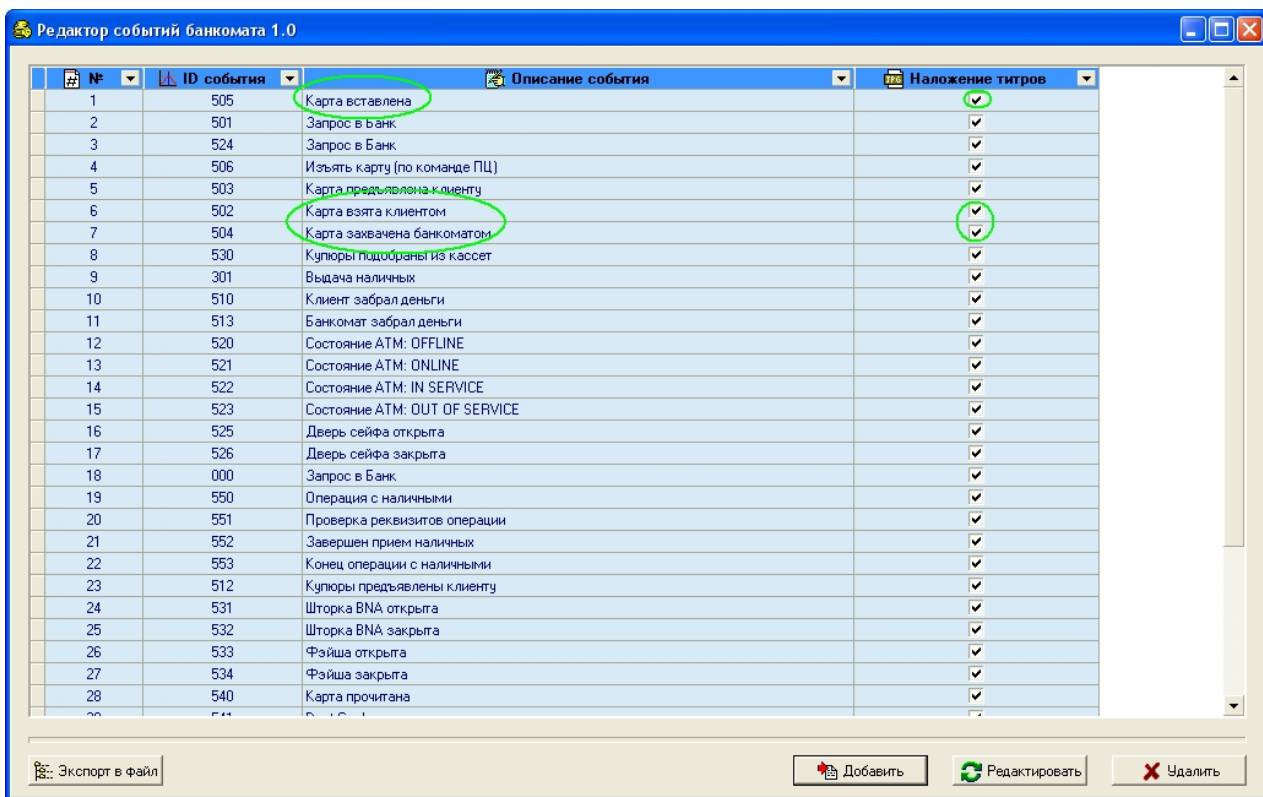 Редактор событий банкомата 1.0
№ ID события Описание события Наложение титров
1 505 Карта вставлена
2 501 Запрос в Банк
3 524 Запрос в Банк
4 506 Изъять карту (по команде ПЦ)
5 503 Карта предъявлена клиенту
6 502 Карта взята клиентом
7 504 Карта захвачена банкоматом
8 530 Купюры подобраны из кассет
9 301 Выдача наличных
10 510 Клиент забрал деньги
11 513 Банкомат забрал деньги
12 520 Состояние ATM: OFFLINE
13 521 Состояние ATM: ONLINE
14 522 Состояние ATM: IN SERVICE
15 523 Состояние ATM: OUT OF SERVICE
16 525 Дверь сейфа открыта
17 526 Дверь сейфа закрыта
18 000 Запрос в Банк
19 550 Операция с наличными
20 551 Проверка реквизитов операции
21 552 Завершен прием наличных
22 553 Конец операции с наличными
23 512 Купюры предъявлены клиенту
24 531 Шторка BNA открыта
25 532 Шторка BNA закрыта
26 533 Фэйша открыта
27 534 Фэйша закрыта
28 540 Карта прочитана
Экспорт в файл Добавить Редактировать Удалить